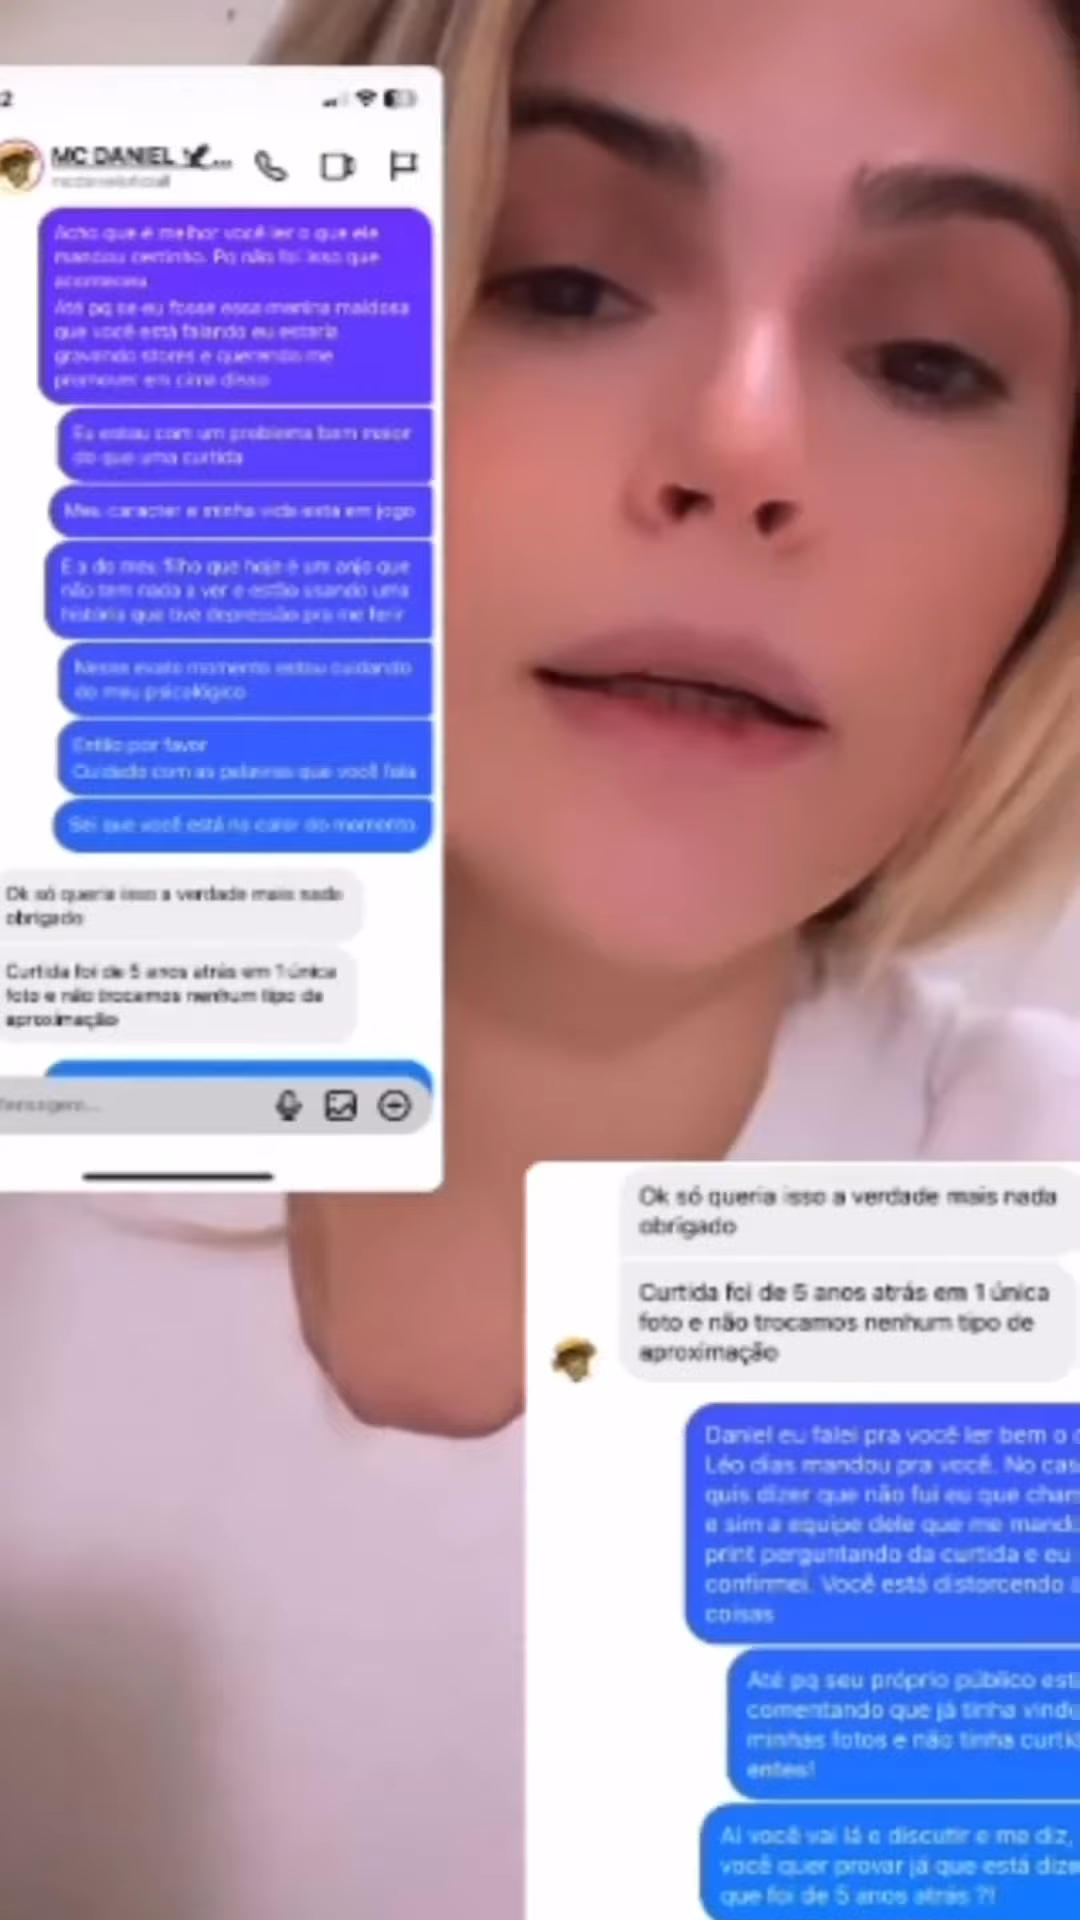 2
MC DANIEL
Acho que é melhor você ler o que ele
mandou certinho. Pq não foi isso que
aconteceu
Até pq se eu fosse essa menina maldosa
que você está falando eu estaria
gravando stores e querendo me
promover em cima disso
Eu estou com um problema bem maior
do que uma curtida
Meu caracter e minha vida está em jogo
E a do meu filho que hoje é um anjo que
não tem nada a ver e estão usando uma
história que tive depressão pra me ferir
Nesse exato momento estou cuidando
do meu psicológico
Então por favor
Cuidado com as palavras que você fala
Sei que você está no calor do momento
Ok só queria isso a verdade mais nada
obrigado
Curtida foi de 5 anos atrás em 1 única
foto e não trocamos nenhum tipo de
aproximação
Mensagem...
Ok só queria isso a verdade mais nada
obrigado
Curtida foi de 5 anos atrás em 1 única
foto e não trocamos nenhum tipo de
aproximação
Daniel eu falei pra você ler bem o
Léo dias mandou pra você. No cas
quis dizer que não fui eu que cham
e sim a equipe dele que me mand
print perguntando da curtida e eu
confirmei. Você está distorcendo a
coisas
Até pq seu próprio público est
comentando que já tinha vind
minhas fotos e não tinha curti
antes!
Aí você vai lá e discutir e me diz,
você quer provar já que está dize
que foi de 5 anos atrás ?!